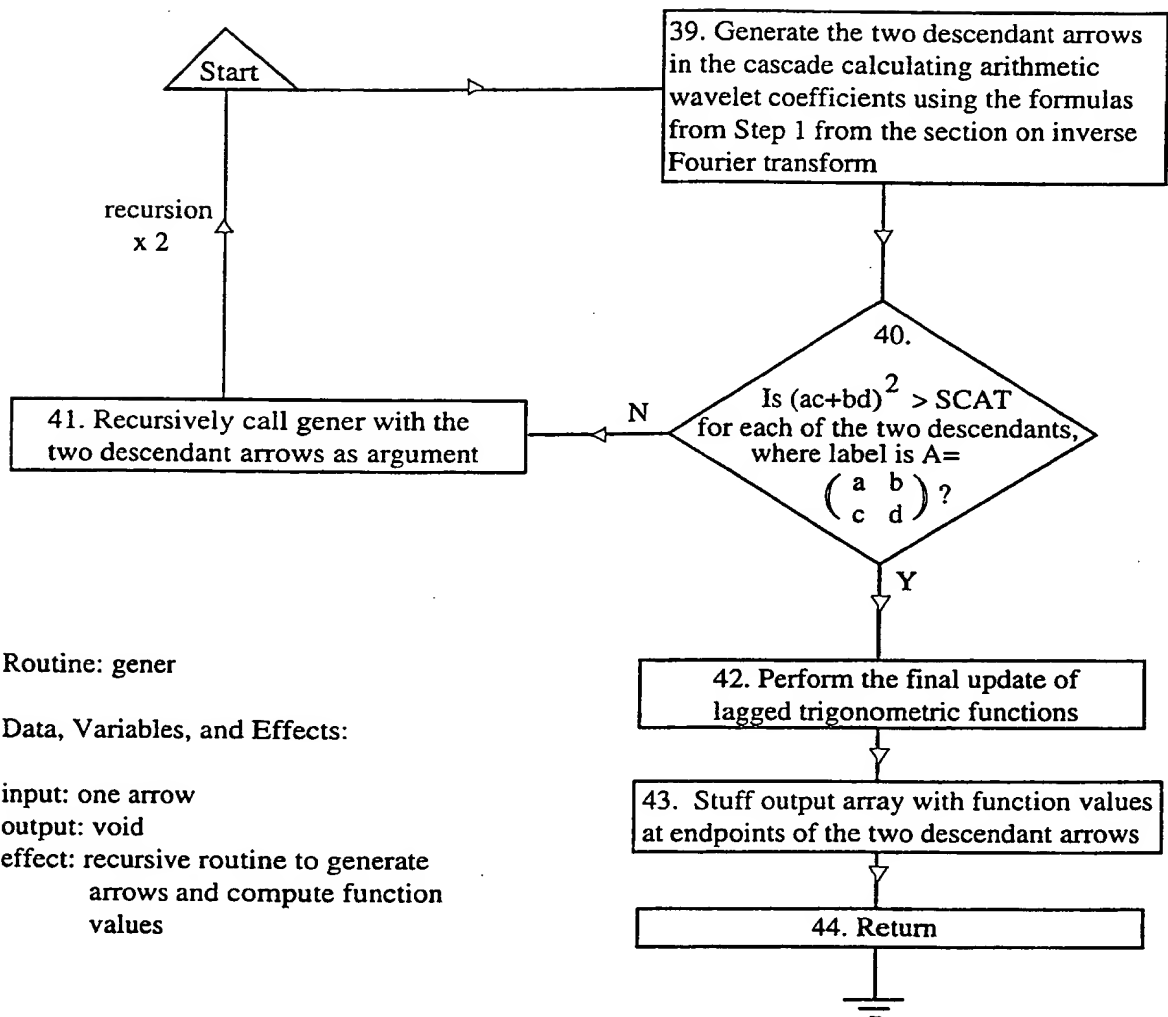 Start
39. Generate the two descendant arrows
in the cascade calculating arithmetic
wavelet coefficients using the formulas
from Step 1 from the section on inverse
Fourier transform
recursion
x 2
40.
Is (ac+bd)² > SCAT
for each of the two descendants,
where label is A=
( a b
c d ) ?
N
41. Recursively call gener with the
two descendant arrows as argument
Y
42. Perform the final update of
lagged trigonometric functions
43. Stuff output array with function values
at endpoints of the two descendant arrows
44. Return
Routine: gener
Data, Variables, and Effects:
input: one arrow
output: void
effect: recursive routine to generate
arrows and compute function
values